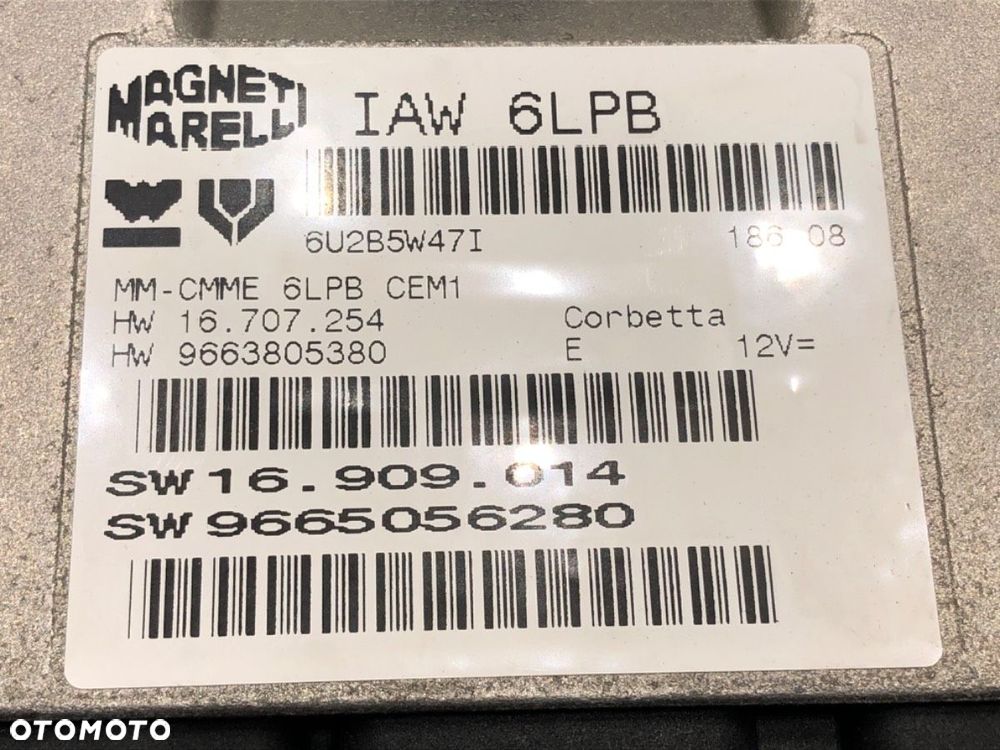 MAGNETI MARELLI
IAW 6LPB
6U2B5W47I 186 08
MM-CMME 6LPB CEM1
HW 16.707.254 Corbetta
HW 9663805380 E 12V=
SW 16.909.014
SW 9665056280
OTOMOTO